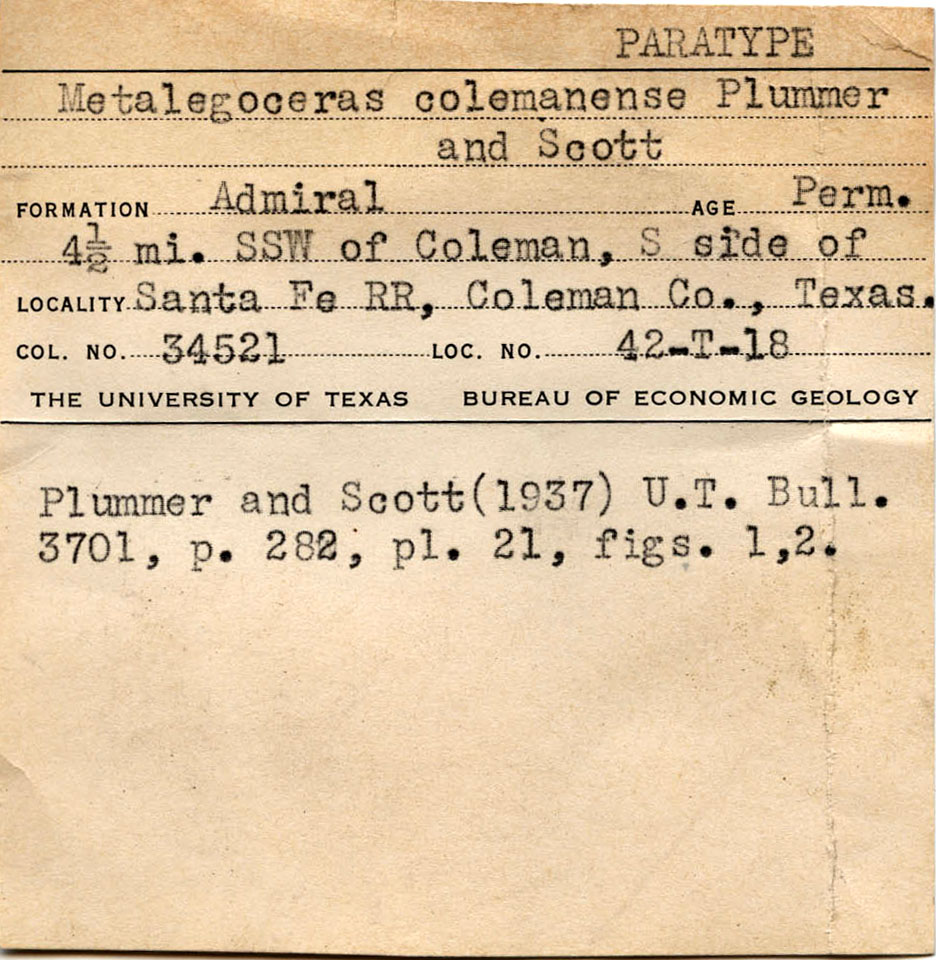 PARATYPE
Metalegoceras colemanense Plummer
and Scott
FORMATION Admiral AGE Perm.
4½ mi. SSW of Coleman, S side of
LOCALITY Santa Fe RR, Coleman Co., Texas.
COL. NO. 34521 LOC. NO. 42-T-18
THE UNIVERSITY OF TEXAS BUREAU OF ECONOMIC GEOLOGY
Plummer and Scott(1937) U.T. Bull.
3701, p. 282, pl. 21, figs. 1,2.